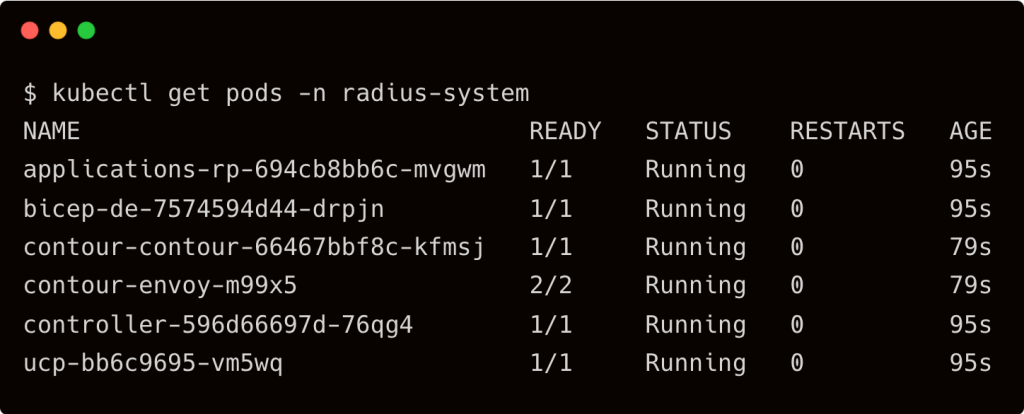 $ kubectl get pods -n radius-system
NAME                               READY   STATUS    RESTARTS   AGE
applications-rp-694cb8bb6c-mvgwm   1/1     Running   0          95s
bicep-de-7574594d44-drpjn          1/1     Running   0          95s
contour-contour-66467bbf8c-kfmsj   1/1     Running   0          79s
contour-envoy-m99x5                2/2     Running   0          79s
controller-596d66697d-76qg4        1/1     Running   0          95s
ucp-bb6c9695-vm5wq                 1/1     Running   0          95s